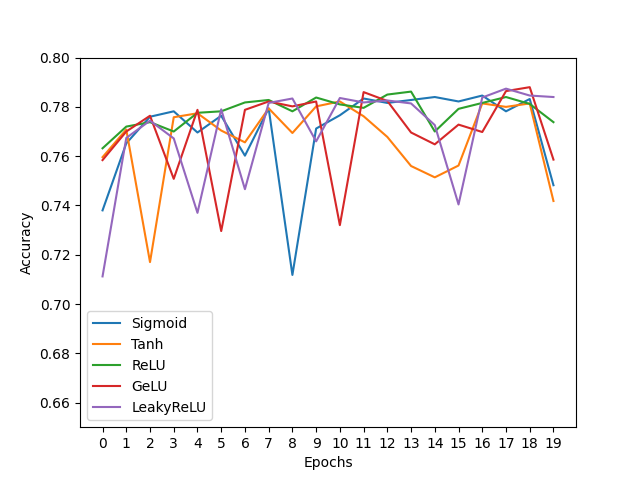 0.80
0.78
0.76
0.74
0.72
0.70
0.68
0.66
Accuracy
Sigmoid
Tanh
ReLU
GeLU
LeakyReLU
0 1 2 3 4 5 6 7 8 9 10 11 12 13 14 15 16 17 18 19
Epochs